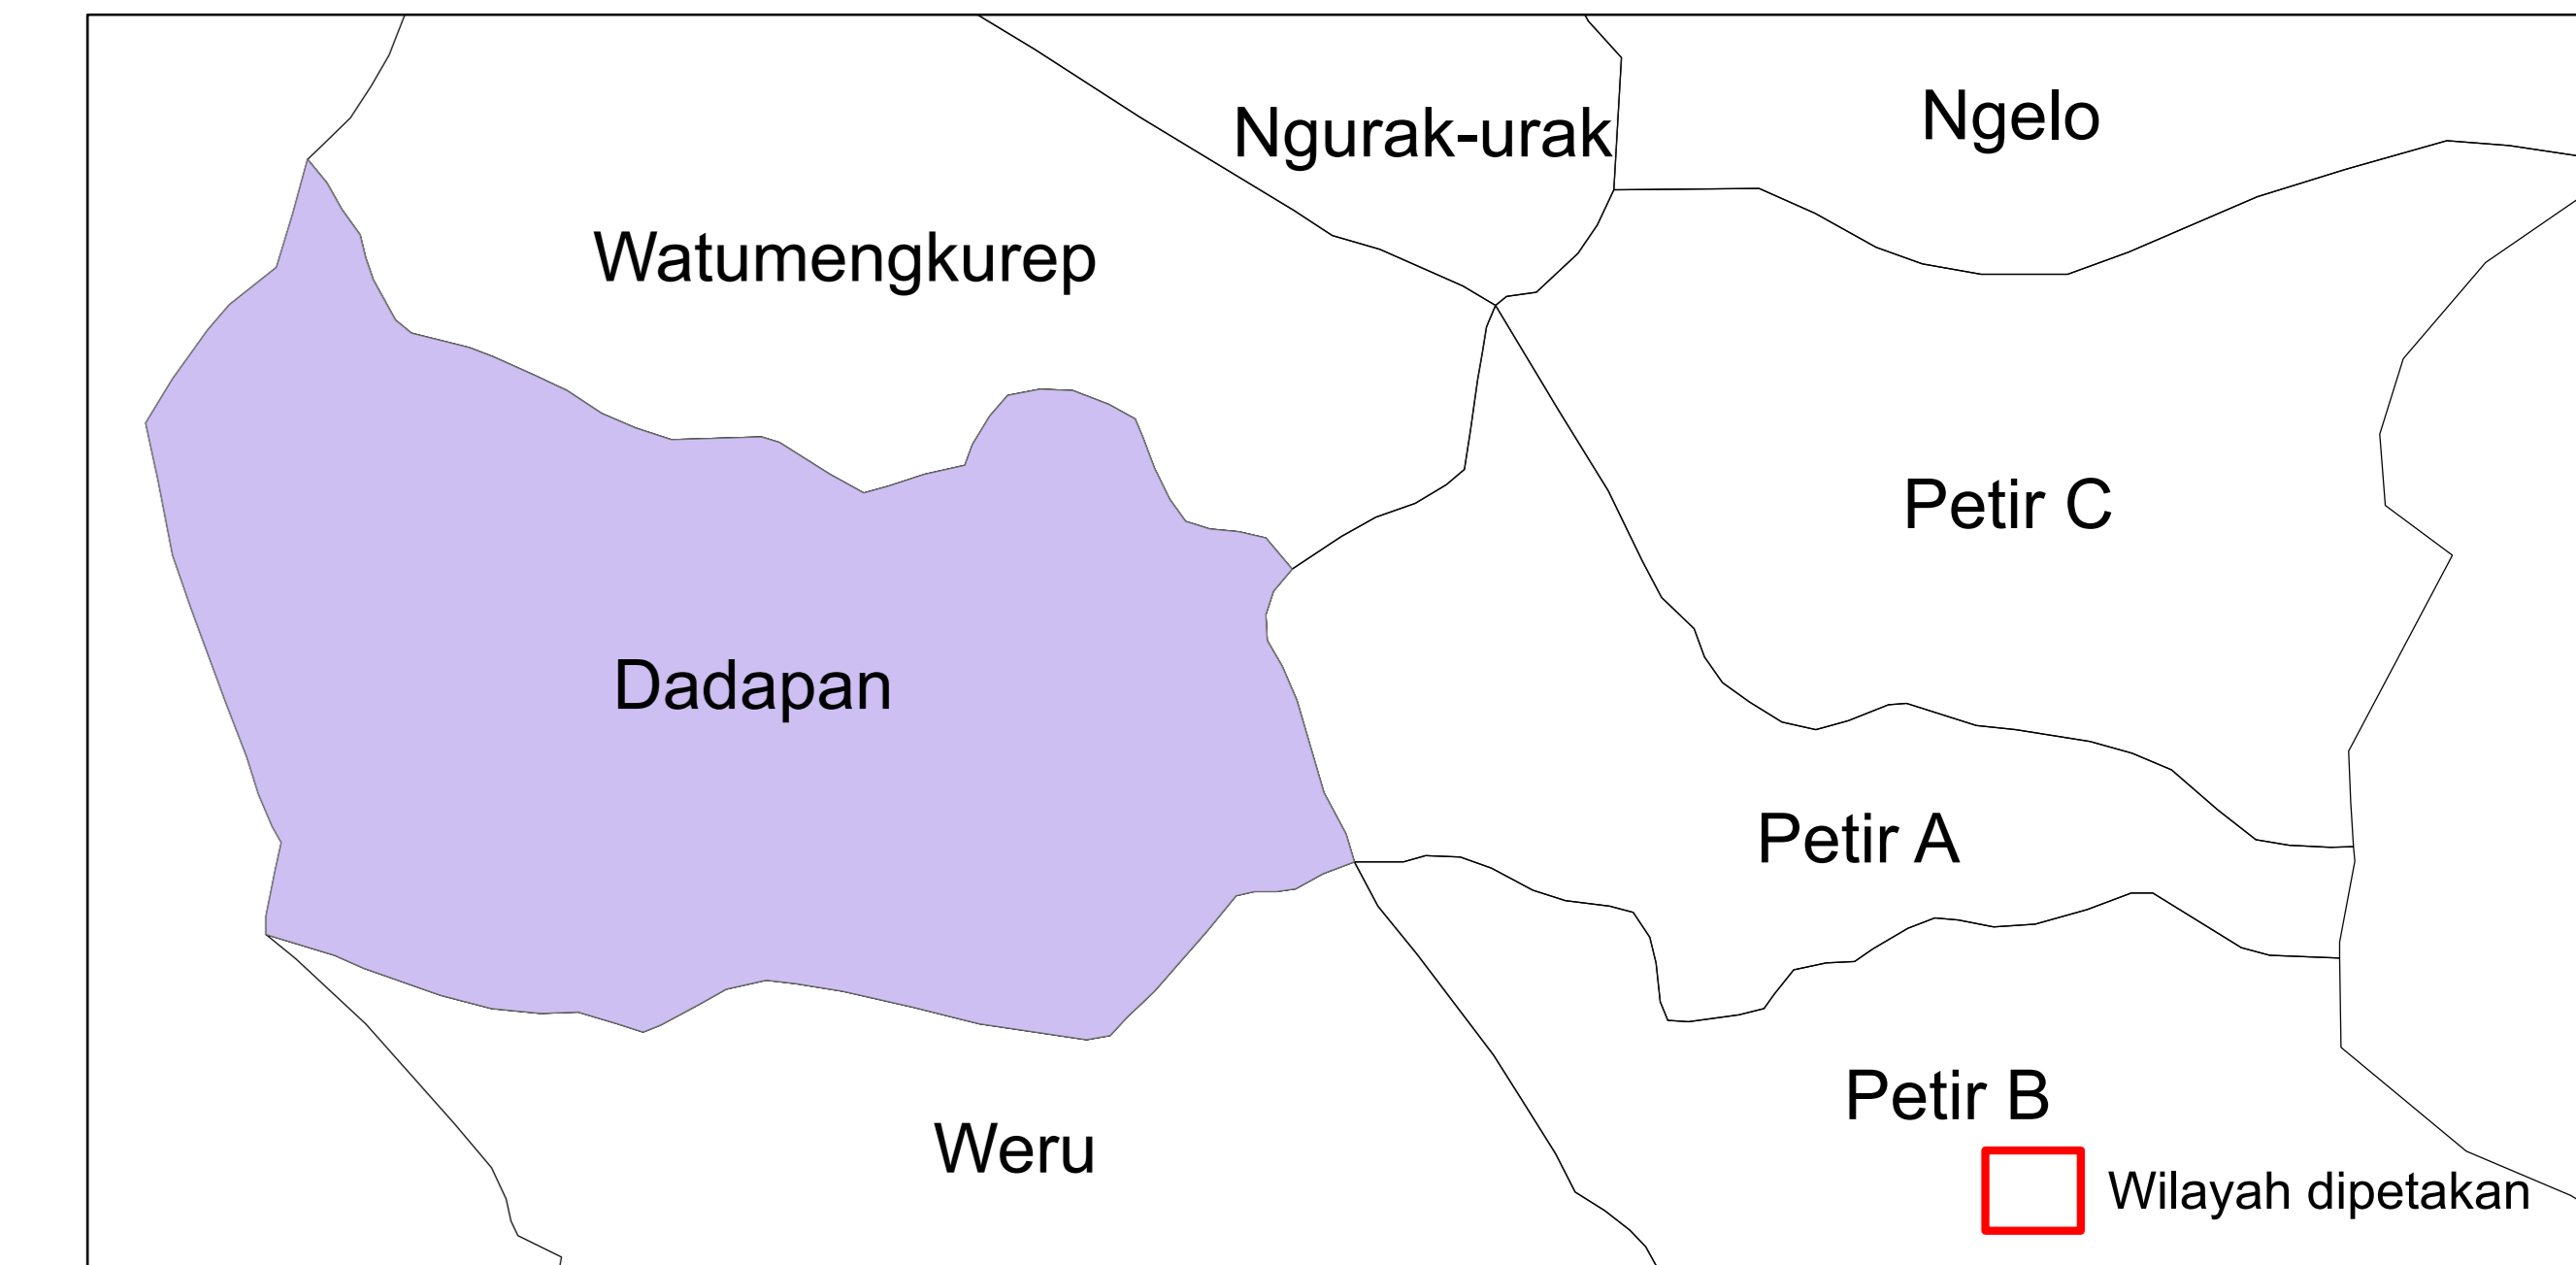 Ngelo
Ngurak-urak
Watumengkurep
Petir C
Dadapan
Petir A
Petir B
Weru
Wilayah dipetakan